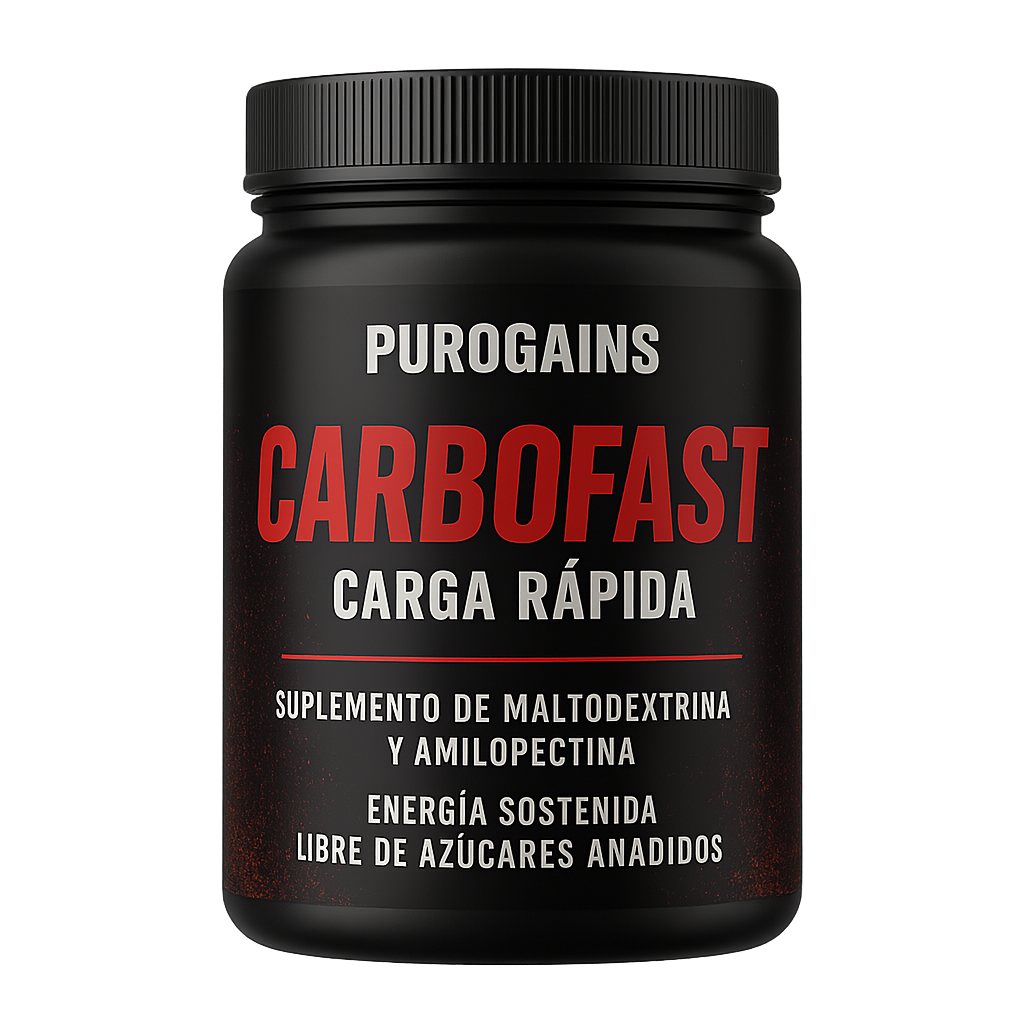 PUROGAINS
CARBOFAST
CARGA RÁPIDA
SUPLEMENTO DE MALTODEXTRINA
Y AMILOPECTINA
ENERGÍA SOSTENIDA
LIBRE DE AZÚCARES ANADIDOS